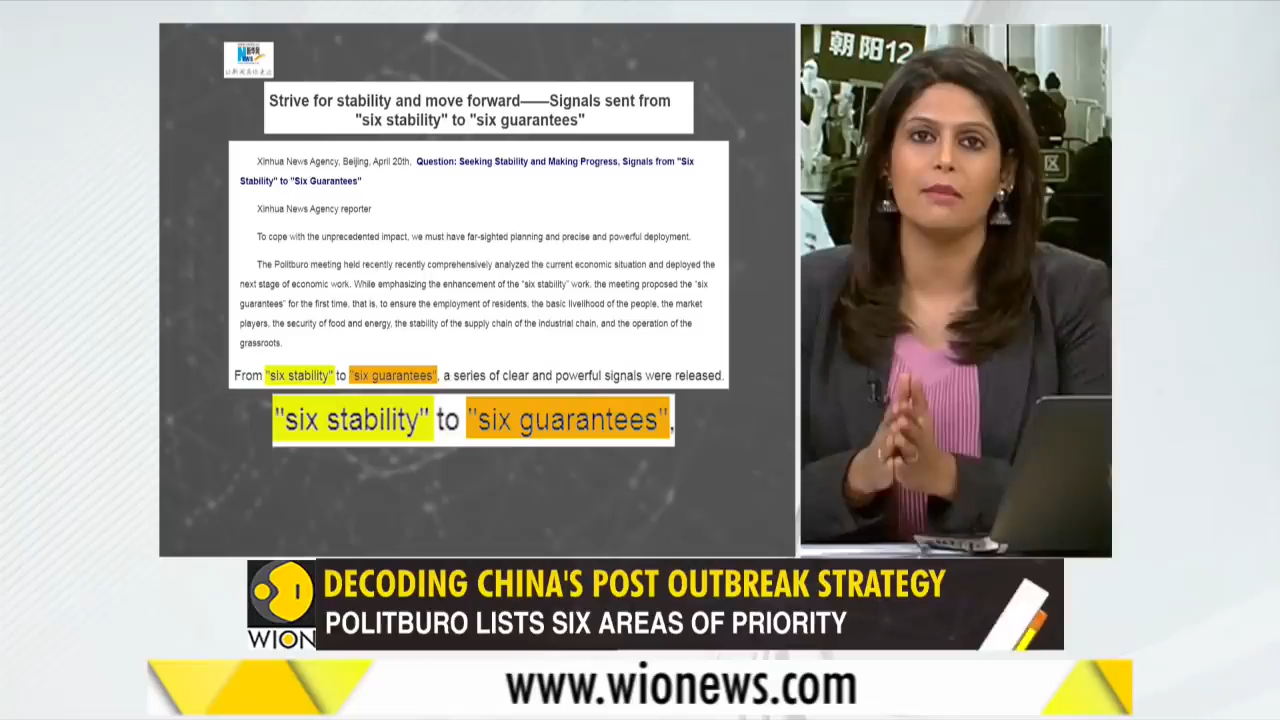 朝阳12
NEWS
Strive for stability and move forward——Signals sent from
"six stability" to "six guarantees"
Xinhua News Agency, Beijing, April 20th, Question: Seeking Stability and Making Progress, Signals from "Six
Stability" to "Six Guarantees"
Xinhua News Agency reporter
To cope with the unprecedented impact, we must have far-sighted planning and precise and powerful deployment.
The Politburo meeting held recently recently comprehensively analyzed the current economic situation and deployed the
next stage of economic work. While emphasizing the enhancement of the "six stability" work, the meeting proposed the "six
guarantees" for the first time, that is, to ensure the employment of residents, the basic livelihood of the people, the market
players, the security of food and energy, the stability of the supply chain of the industrial chain, and the operation of the
grassroots.
From "six stability" to "six guarantees", a series of clear and powerful signals were released.
"six stability" to "six guarantees",
DECODING CHINA'S POST OUTBREAK STRATEGY
POLITBURO LISTS SIX AREAS OF PRIORITY
WION
www.wionews.com